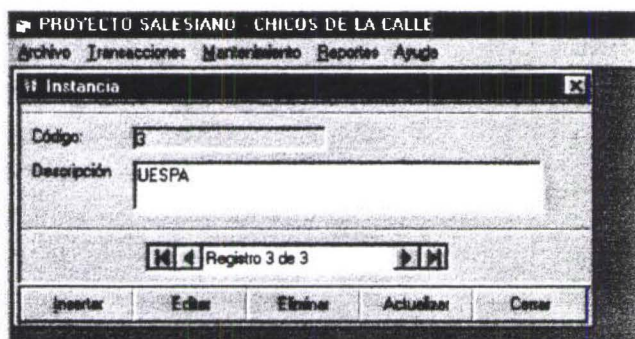 PROYECTO SALESIANO - CHICOS DE LA CALLE
Archivo Transacciones Mantenimiento Reportes Ayuda
Instancia
Código: 3
Descripción UESPA
Registro 3 de 3
Insertar Editar Eliminar Actualizar Cerrar